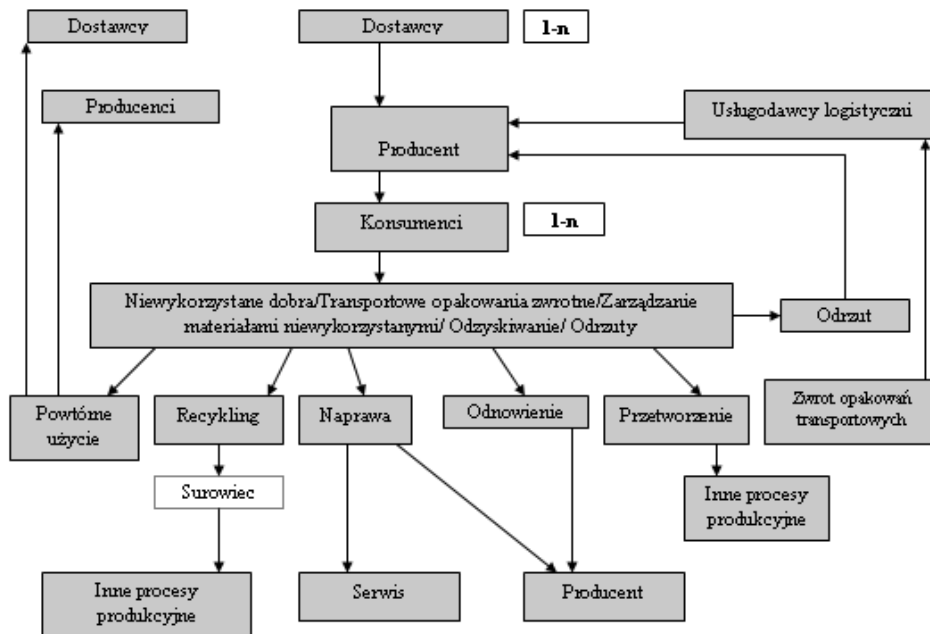 Dostawcy
Dostawcy
1-n
Producenci
Usługodawcy logistyczni
Producent
Konsumenci
1-n
Niewykorzystane dobra/Transportowe opakowania zwrotne/Zarządzanie
materiałami niewykorzystanymi/ Odzyskiwanie/ Odrzuty
Odrzut
Powtórne
użycie
Recykling
Naprawa
Odnowienie
Przetworzenie
Zwrot opakowań
transportowych
Surowiec
Inne procesy
produkcyjne
Inne procesy
produkcyjne
Serwis
Producent